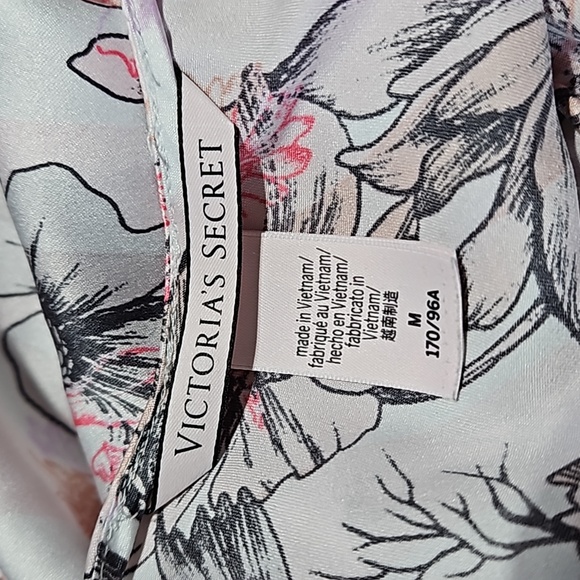 VICTORIA'S SECRET
made in Vietnam/
fabriqué au Vietnam/
hecho en Vietnam/
fabbricato in
Vietnam/
越南制造
M
170/96A